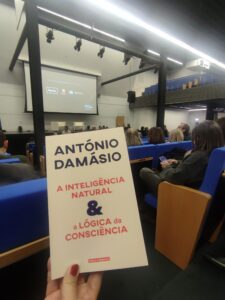 ANTÓNIO
DAMÁSIO
A INTELIGÊNCIA
NATURAL
&
A LÓGICA DA
CONSCIÊNCIA